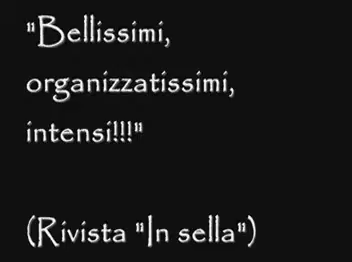 "Bellissimi,
organizzatissimi,
intensi!!!"
(Rivista "In sella")